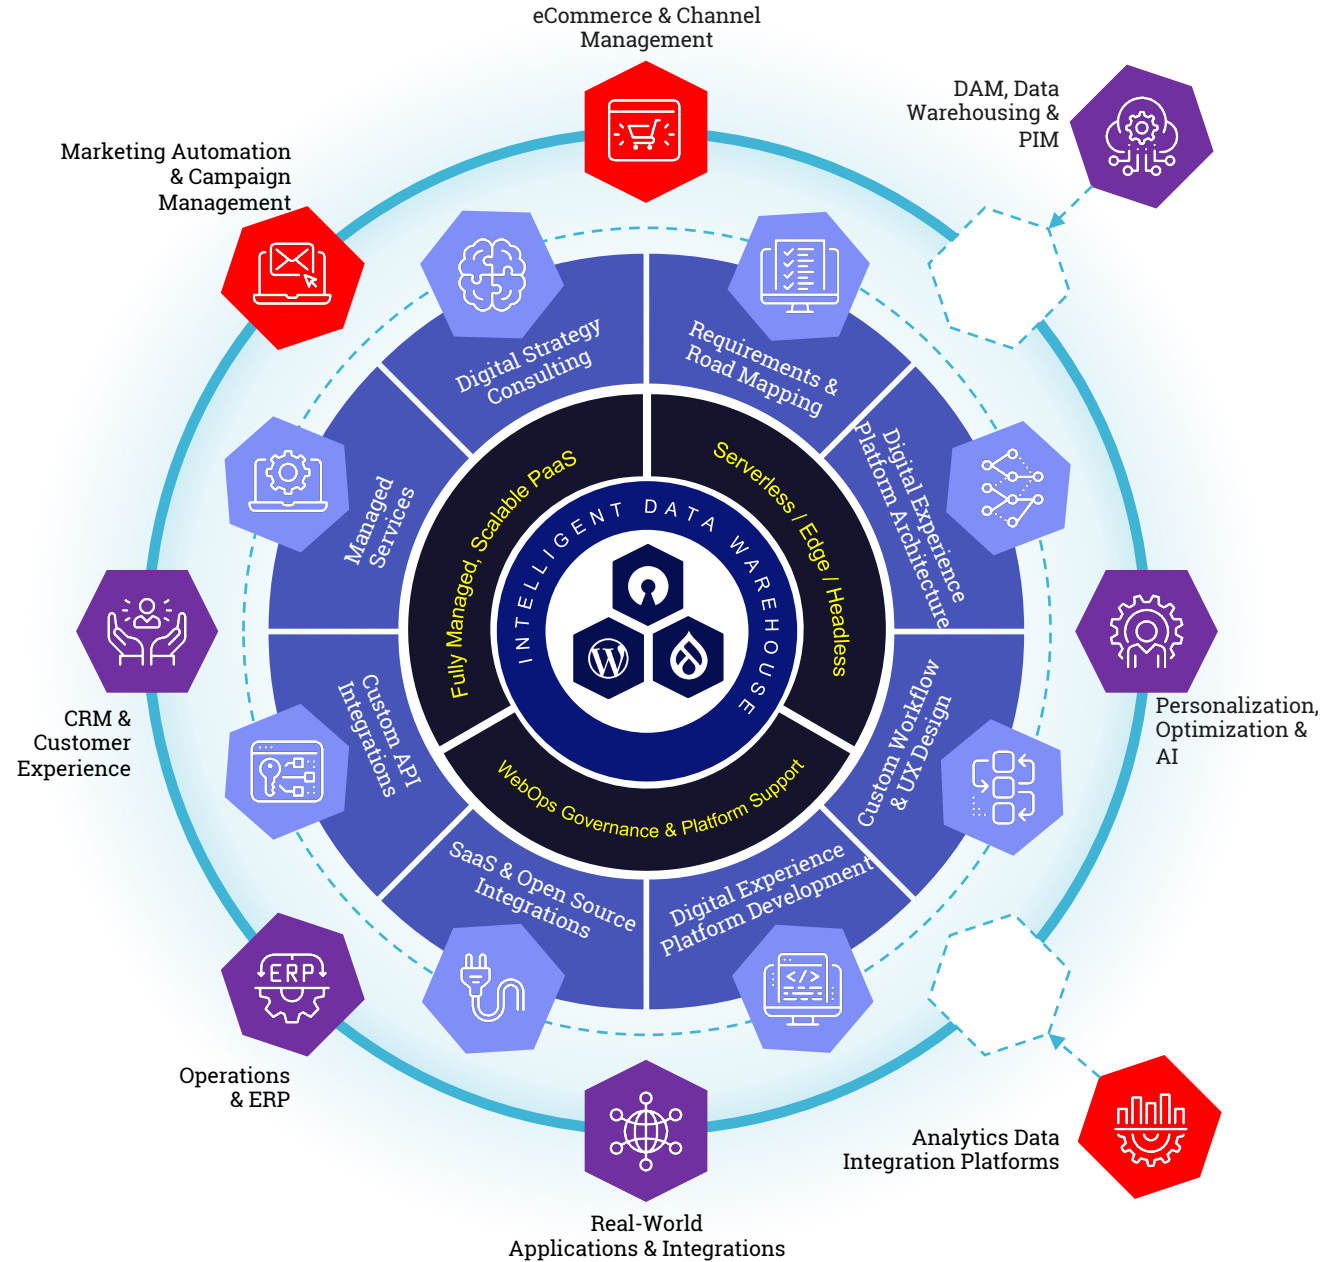 eCommerce & Channel
Management
DAM, Data
Warehousing &
PIM
Marketing Automation
& Campaign
Management
Digital Strategy
Consulting
Requirements &
Road Mapping
Managed
Services
Digital Experience
Platform Architecture
Fully Managed, Scalable PaaS
Serverless / Edge / Headless
INTELLIGENT DATA WAREHOUSE
CRM &
Customer
Experience
Personalization,
Optimization &
AI
Custom API
Integrations
Custom Workflow
& UX Design
WebOps Governance & Platform Support
SaaS & Open Source
Integrations
Digital Experience
Platform Development
ERP
</>
Operations
& ERP
Analytics Data
Integration Platforms
Real-World
Applications & Integrations